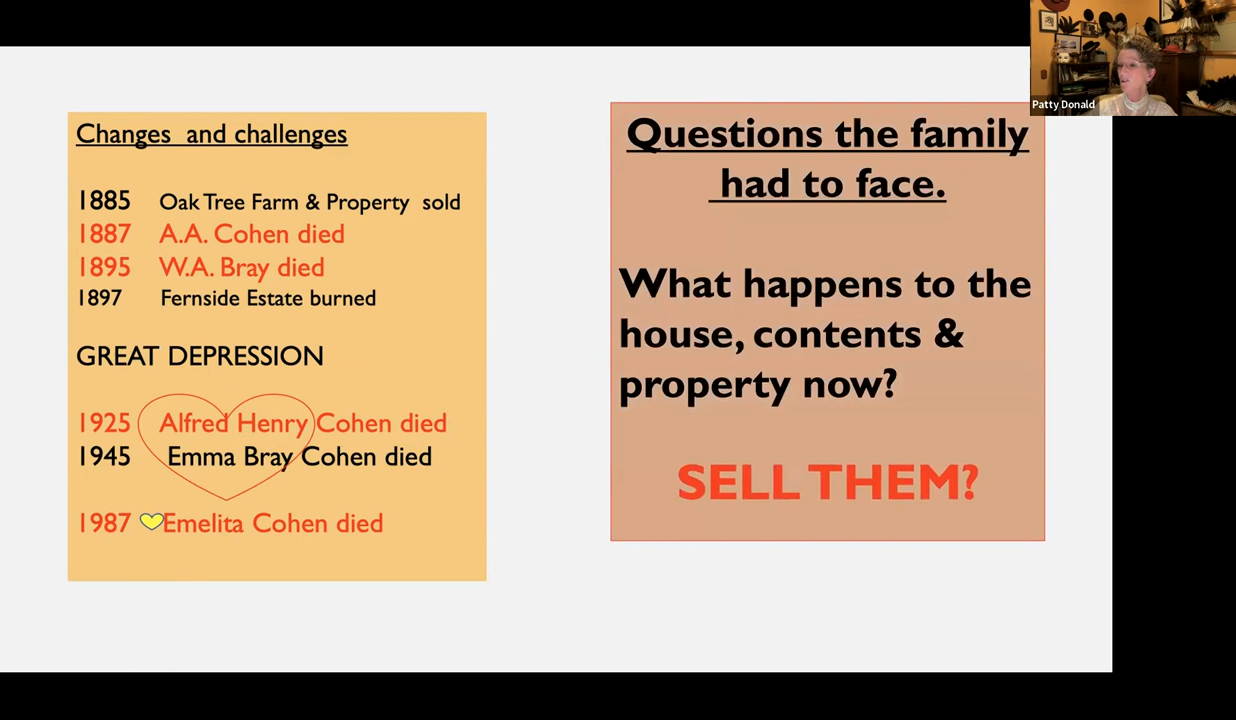 Changes and challenges
1885 Oak Tree Farm & Property sold
1887 A.A. Cohen died
1895 W.A. Bray died
1897 Fernside Estate burned
GREAT DEPRESSION
1925 Alfred Henry Cohen died
1945 Emma Bray Cohen died
1987 Emelita Cohen died
Questions the family
had to face.
What happens to the
house, contents &
property now?
SELL THEM?
Patty Donald